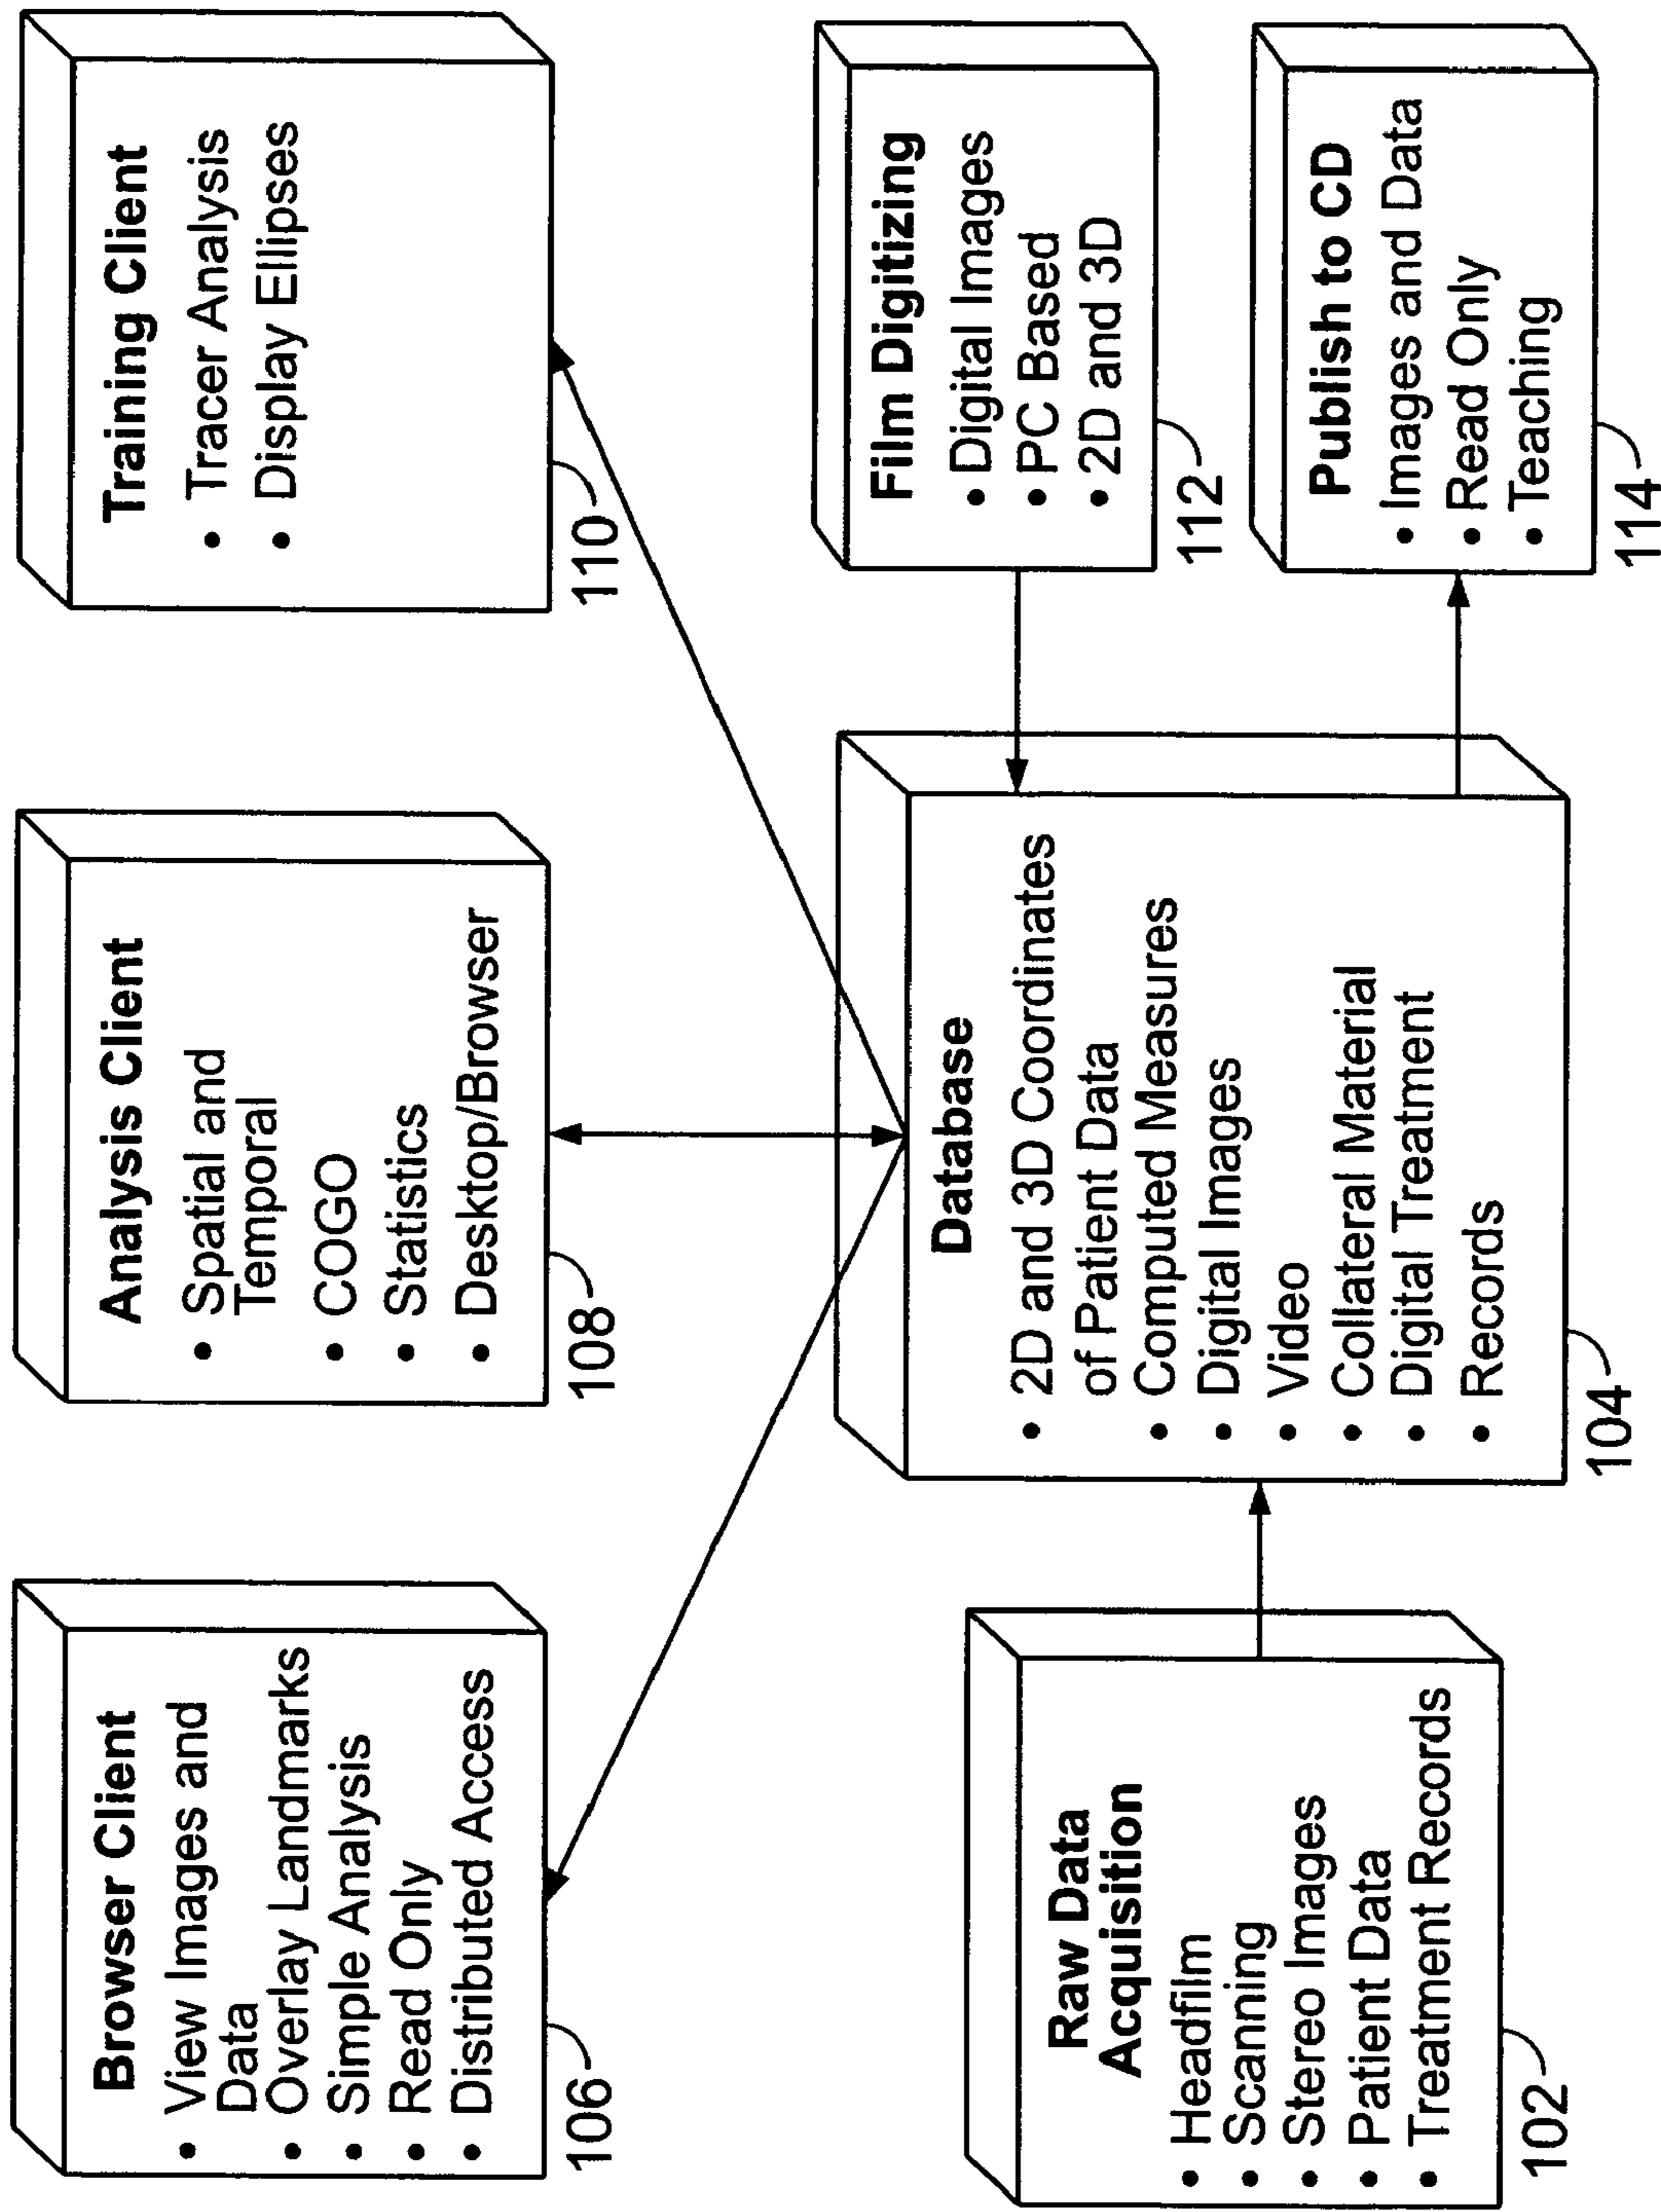 Browser Client
• View Images and
Data
• Overlay Landmarks
• Simple Analysis
• Read Only
• Distributed Access
106
Analysis Client
• Spatial and
Temporal
• COGO
• Statistics
• Desktop/Browser
108
Training Client
• Tracer Analysis
• Display Ellipses
110
Raw Data
Acquisition
• Headfilm
• Scanning
• Stereo Images
• Patient Data
• Treatment Records
102
Database
• 2D and 3D Coordinates
of Patient Data
• Computed Measures
• Digital Images
• Video
• Collateral Material
• Digital Treatment
• Records
104
Film Digitizing
• Digital Images
• PC Based
• 2D and 3D
112
Publish to CD
• Images and Data
• Read Only
• Teaching
114